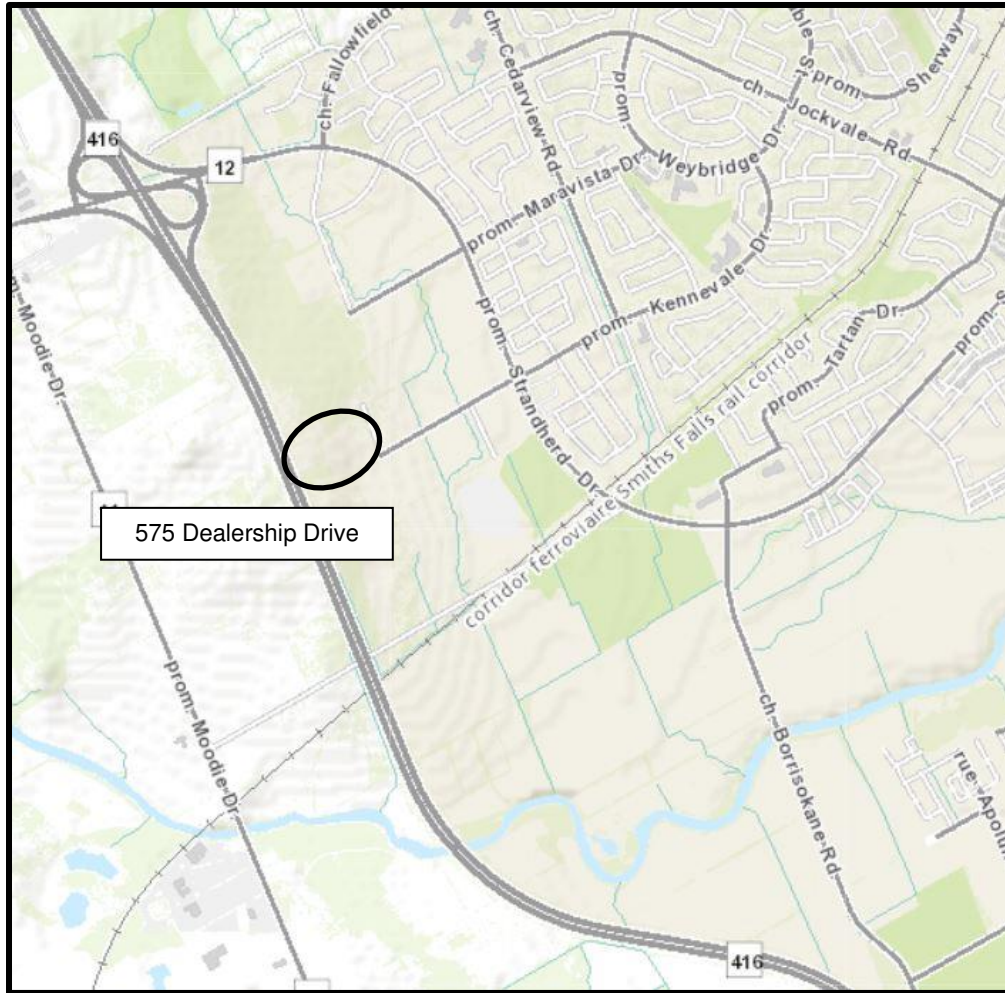 ch. Fallowfield
ch. Cedarview Rd.
prom. Sherway
416
12
prom. Maravista Dr.
prom. Weybridge Dr.
ch. Jockvale Rd.
prom. Moodie Dr.
prom. Kennevale Dr.
prom. Strandherd Dr.
prom. Tartan Dr
575 Dealership Drive
corridor ferroviaire Smiths Falls rail corridor
prom. Moodie Dr
ch. Borrisokane Rd.
rue
416